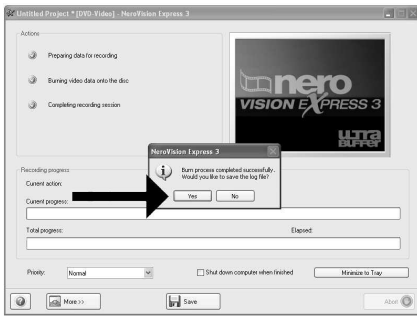 Untitled Project *[DVD-Video] - NeroVision Express 3
Actions
Preparing data for recording
Burning video data onto the disc
Completing recording session
nero
VISION EXPRESS 3
ULTRA
BUFFER
NeroVision Express 3
Burn process completed successfully.
Would you like to save the log file?
Yes No
Recording progress
Current action:
Current progress:
Total progress: Elapsed:
Priority: Normal Shut down computer when finished Minimize to Tray
More >> Save Abort